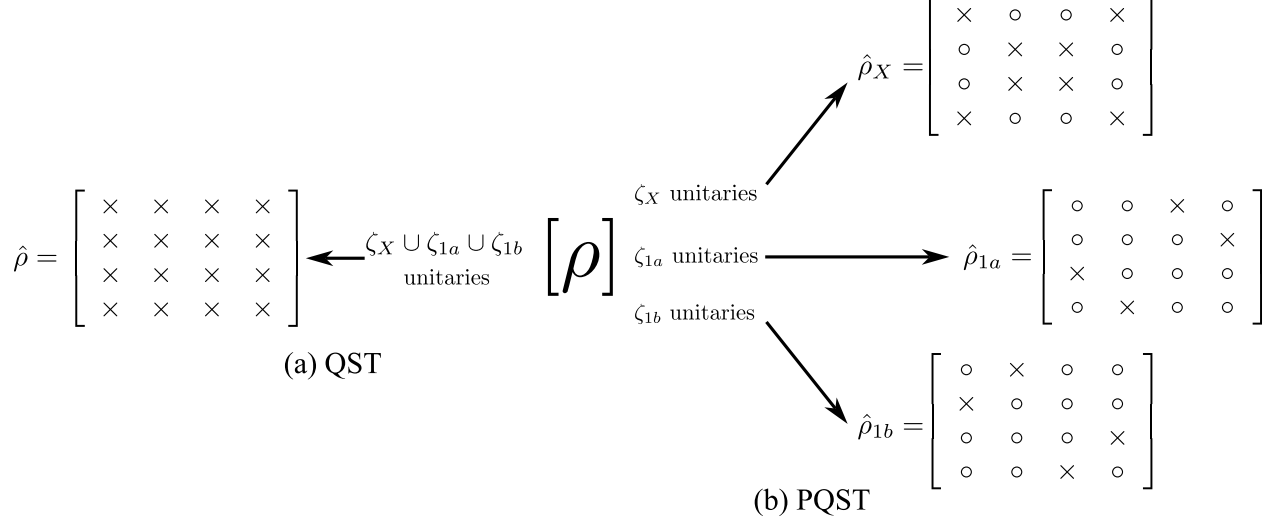 × ○ ○ ×
○ × × ○
ρ̂_X =
○ × × ○
× ○ ○ ×
ζ_X unitaries
ρ̂ =
× × × ×
× × × ×
× × × ×
× × × ×
ζ_X ∪ ζ_1a ∪ ζ_1b
unitaries
[ρ]
ζ_1a unitaries
ρ̂_1a =
○ ○ × ○
○ ○ ○ ×
× ○ ○ ○
○ × ○ ○
ζ_1b unitaries
(a) QST
ρ̂_1b =
○ × ○ ○
× ○ ○ ○
○ ○ ○ ×
○ ○ × ○
(b) PQST